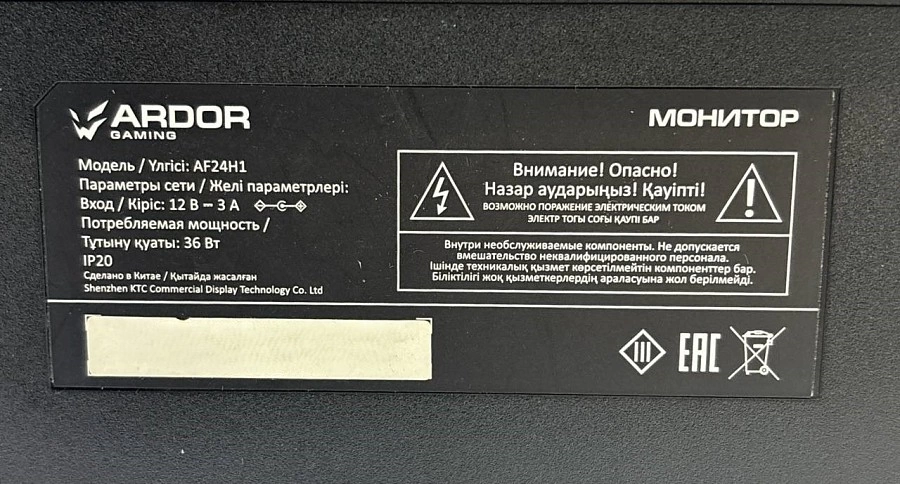 ARDOR
GAMING
МОНИТОР
Модель / Үлгісі: AF24H1
Параметры сети / Желі параметрлері:
Вход / Кіріс: 12 В – 3 А
Потребляемая мощность /
Тұтыну қуаты: 36 Вт
IP20
Сделано в Китае / Қытайда жасалған
Shenzhen KTC Commercial Display Technology Co. Ltd
Внимание! Опасно!
Назар аударыңыз! Қауіпті!
ВОЗМОЖНО ПОРАЖЕНИЕ ЭЛЕКТРИЧЕСКИМ ТОКОМ
ЭЛЕКТР ТОГЫ СОҒЫ ҚАУПІ БАР
Внутри необслуживаемые компоненты. Не допускается
вмешательство неквалифицированного персонала.
Ішінде техникалық қызмет көрсетілмейтін компоненттер бар.
Біліктілігі жоқ қызметкерлердің араласуына жол берілмейді.
III
EAC